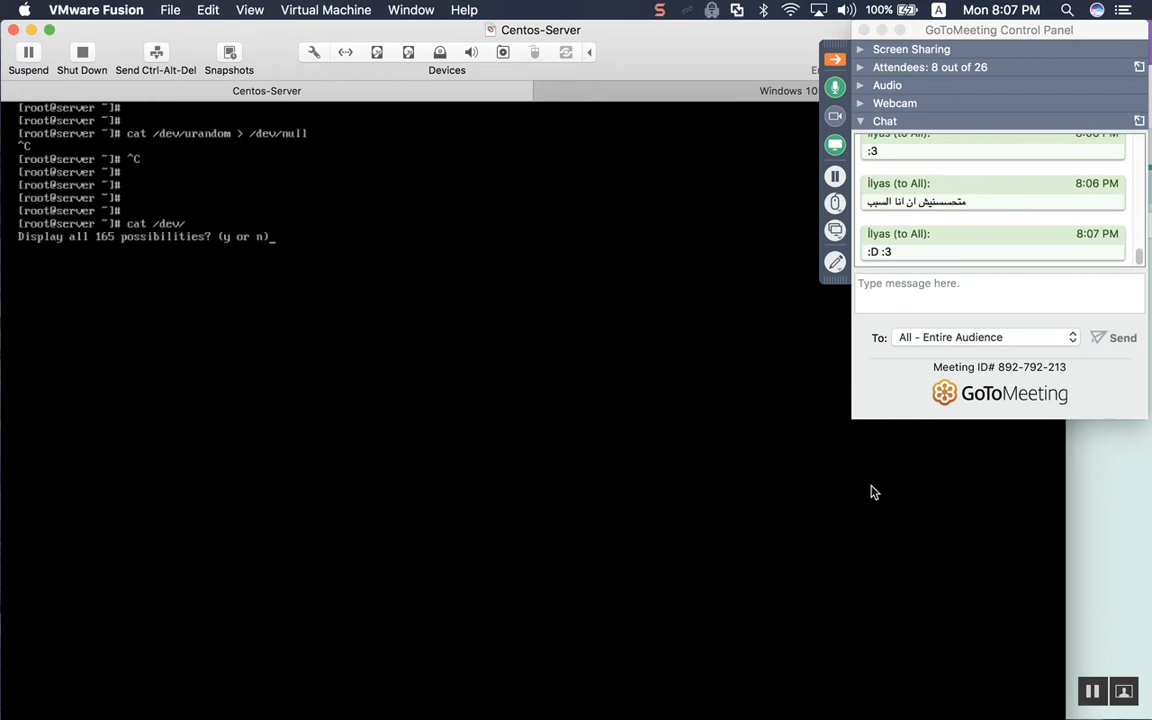 VMware Fusion File Edit View Virtual Machine Window Help
100% A Mon 8:07 PM
Centos-Server
Suspend Shut Down Send Ctrl-Alt-Del Snapshots Devices
Centos-Server Windows 10
[root@server ~]#
[root@server ~]#
[root@server ~]# cat /dev/urandom > /dev/null
^C
[root@server ~]# ^C
[root@server ~]#
[root@server ~]#
[root@server ~]#
[root@server ~]#
[root@server ~]# cat /dev/
Display all 165 possibilities? (y or n)_
GoToMeeting Control Panel
Screen Sharing
Attendees: 8 out of 26
Audio
Webcam
Chat
:3
İlyas (to All): 8:06 PM
متحسسنيش ان انا السبب
İlyas (to All): 8:07 PM
:D :3
Type message here.
To: All - Entire Audience Send
Meeting ID# 892-792-213
GoToMeeting